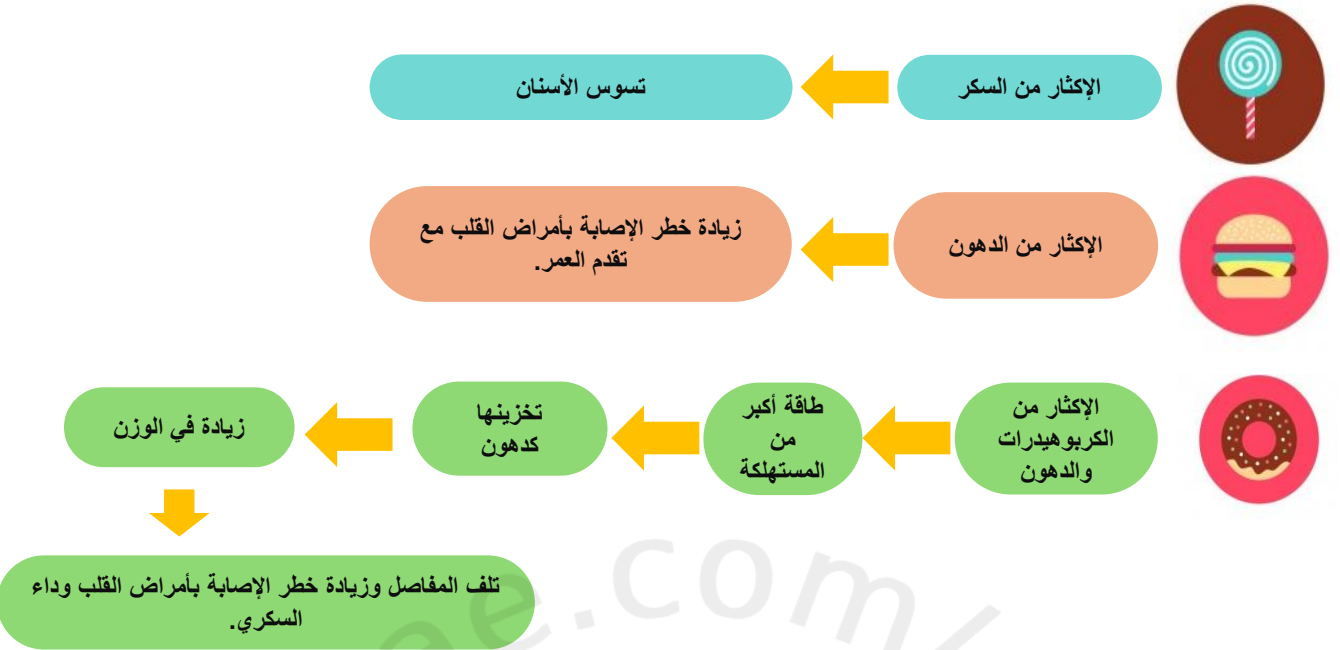 الإكثار من السكر
تسوس الأسنان
الإكثار من الدهون
زيادة خطر الإصابة بأمراض القلب مع
تقدم العمر.
الإكثار من
الكربوهيدرات
والدهون
طاقة أكبر
من
المستهلكة
تخزينها
كدهون
زيادة في الوزن
تلف المفاصل وزيادة خطر الإصابة بأمراض القلب وداء
السكري.
ae.com/